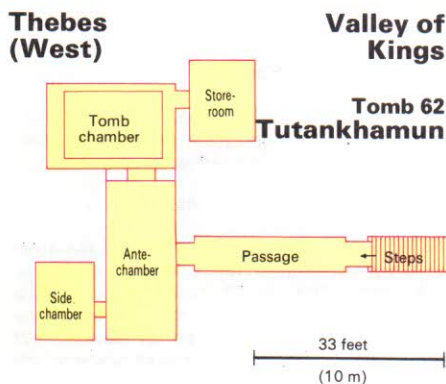 Thebes
(West)
Valley of
Kings
Tomb 62
Tutankhamun
Store-
room
Tomb
chamber
Ante-
chamber
Passage
Steps
Side
chamber
33 feet
(10 m)